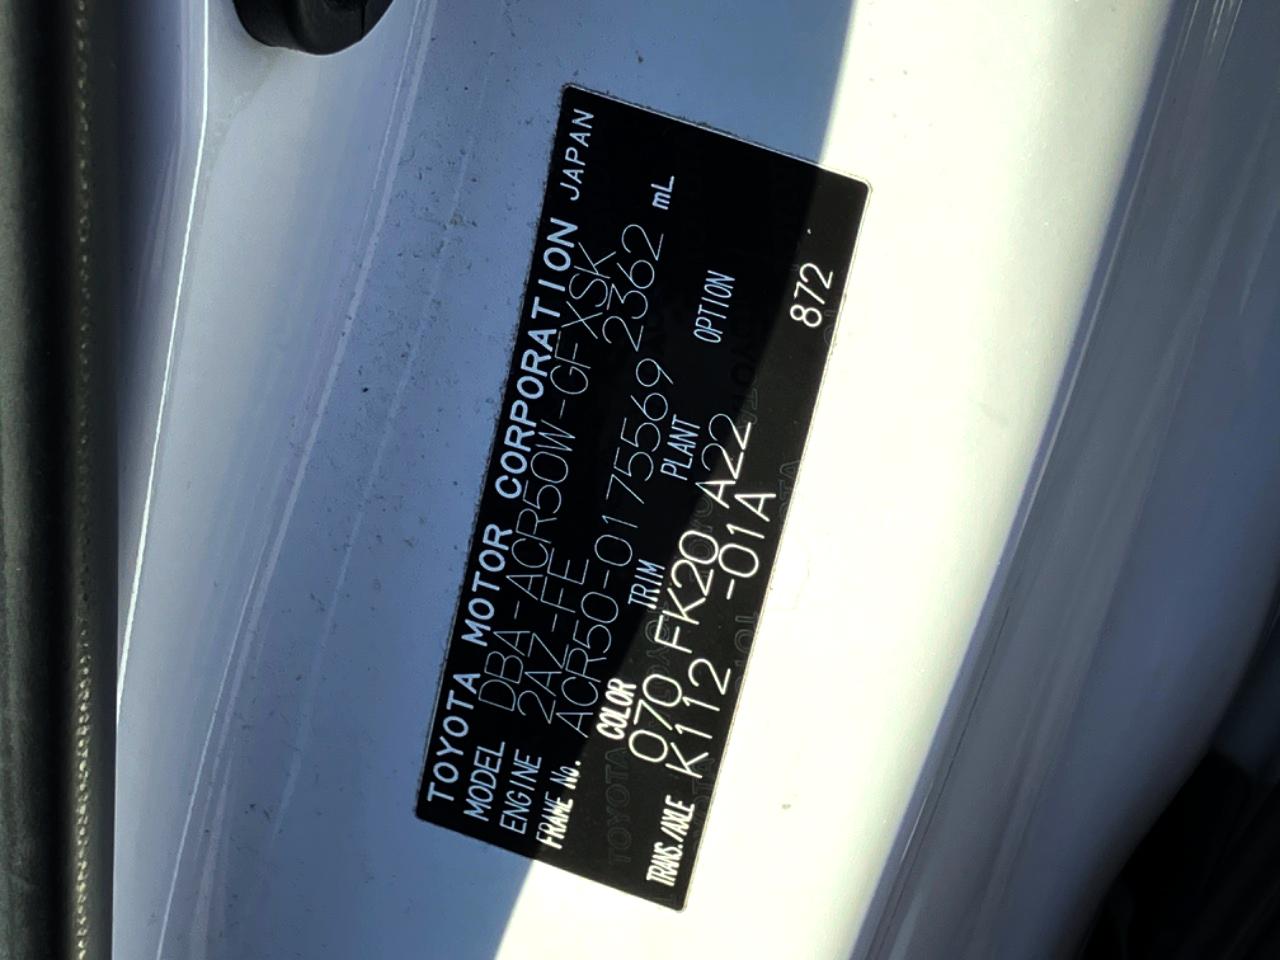 TOYOTA MOTOR CORPORATION JAPAN
MODEL DBA-ACR50W-GFXSK
ENGINE 2AZ-FE 2362 mL
FRAME No. ACR50-0175569
COLOR TRIM PLANT OPTION
070 FK20 A22
TRANS./AXLE K112 -01A 872